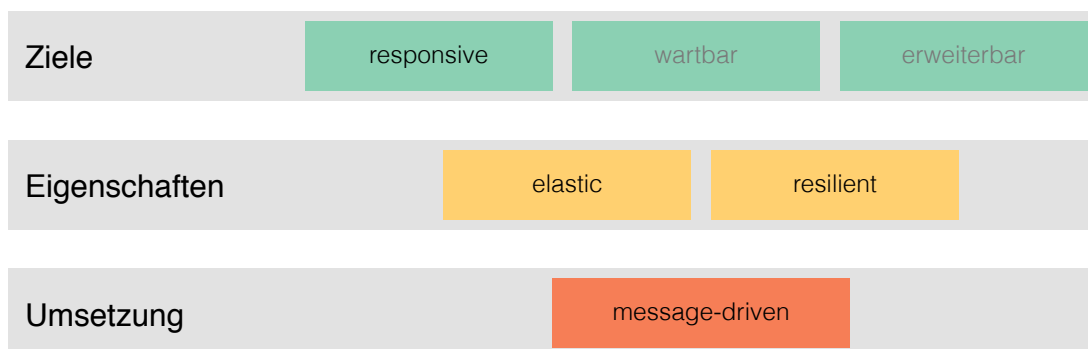 Ziele
responsive
wartbar
erweiterbar
Eigenschaften
elastic
resilient
Umsetzung
message-driven